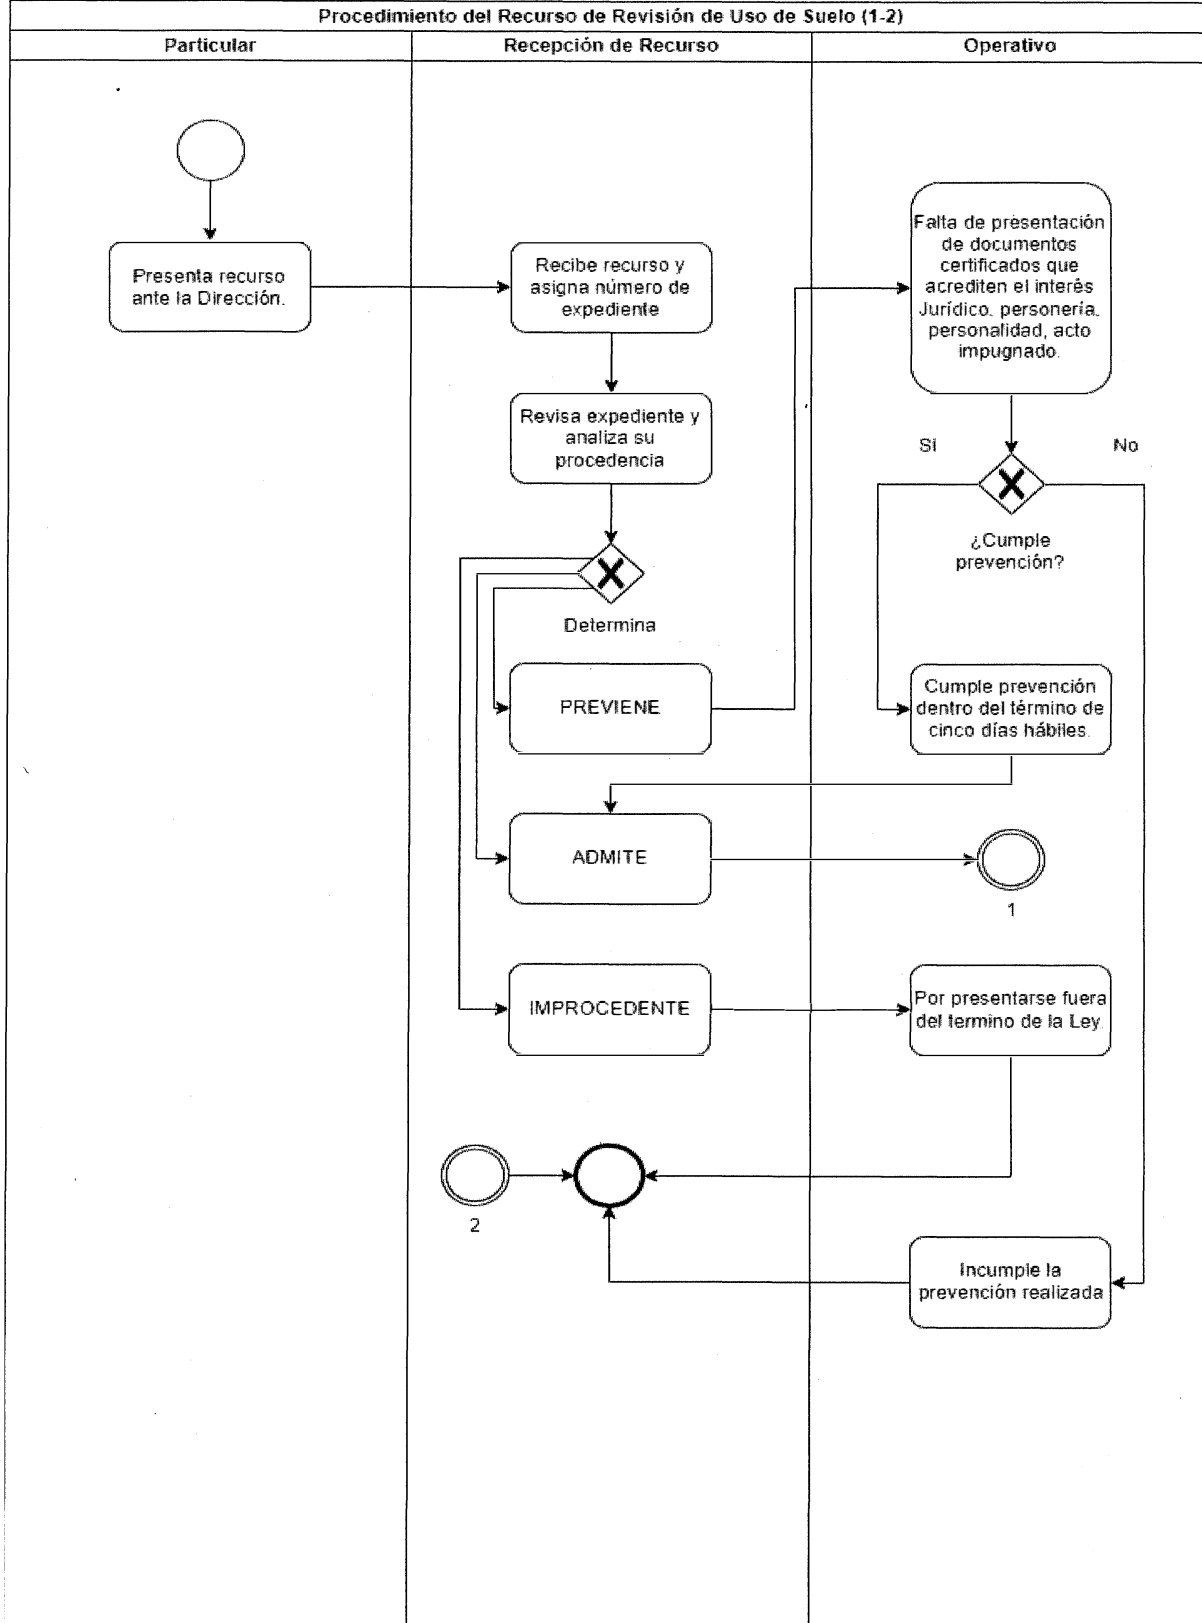 Procedimiento del Recurso de Revisión de Uso de Suelo (1-2)
Particular
Recepción de Recurso
Operativo
Presenta recurso
ante la Dirección.
Recibe recurso y
asigna número de
expediente
Revisa expediente y
analiza su
procedencia
Determina
PREVIENE
ADMITE
IMPROCEDENTE
2
Falta de presentación
de documentos
certificados que
acrediten el interés
Jurídico, personería,
personalidad, acto
impugnado.
Si
No
¿Cumple
prevención?
Cumple prevención
dentro del término de
cinco días hábiles.
1
Por presentarse fuera
del termino de la Ley.
Incumple la
prevención realizada